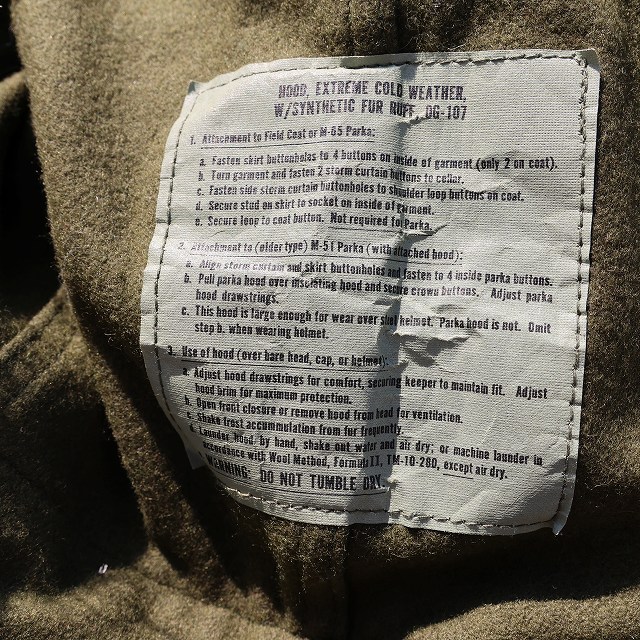 HOOD, EXTREME COLD WEATHER,
W/SYNTHETIC FUR RUFF, OG-107
1. Attachment to Field Coat or M-65 Parka:
a. Fasten skirt buttonholes to 4 buttons on inside of garment (only 2 on coat).
b. Turn garment and fasten 2 storm curtain buttons to collar.
c. Fasten side storm curtain buttonholes to shoulder loop buttons on coat.
d. Secure stud on skirt to socket on inside of garment.
e. Secure loop to coat button. Not required for Parka.
2. Attachment to (older type) M-51 Parka (with attached hood):
a. Align storm curtain and skirt buttonholes and fasten to 4 inside parka buttons.
b. Pull parka hood over insulating hood and secure crown buttons. Adjust parka
hood drawstrings.
c. This hood is large enough for wear over steel helmet. Parka hood is not. Omit
step b. when wearing helmet.
3. Use of hood (over bare head, cap, or helmet):
a. Adjust hood drawstrings for comfort, securing keeper to maintain fit. Adjust
hood brim for maximum protection.
b. Open front closure or remove hood from head for ventilation.
c. Shake frost accumulation from fur frequently.
d. Launder hood by hand, shake out water and air dry; or machine launder in
accordance with Wool Method, Formula II, TM-10-280, except air dry.
WARNING: DO NOT TUMBLE DRY.